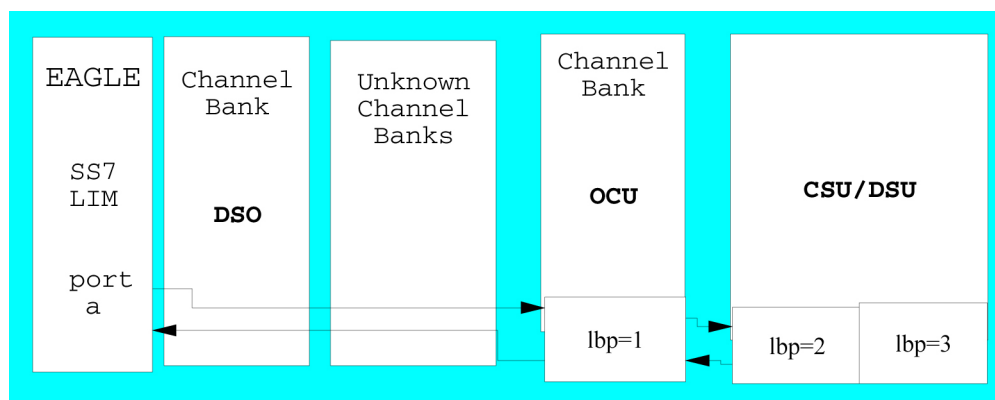 EAGLE
SS7
LIM
port
a
Channel
Bank
DSO
Unknown
Channel
Banks
Channel
Bank
OCU
lbp=1
CSU/DSU
lbp=2
lbp=3